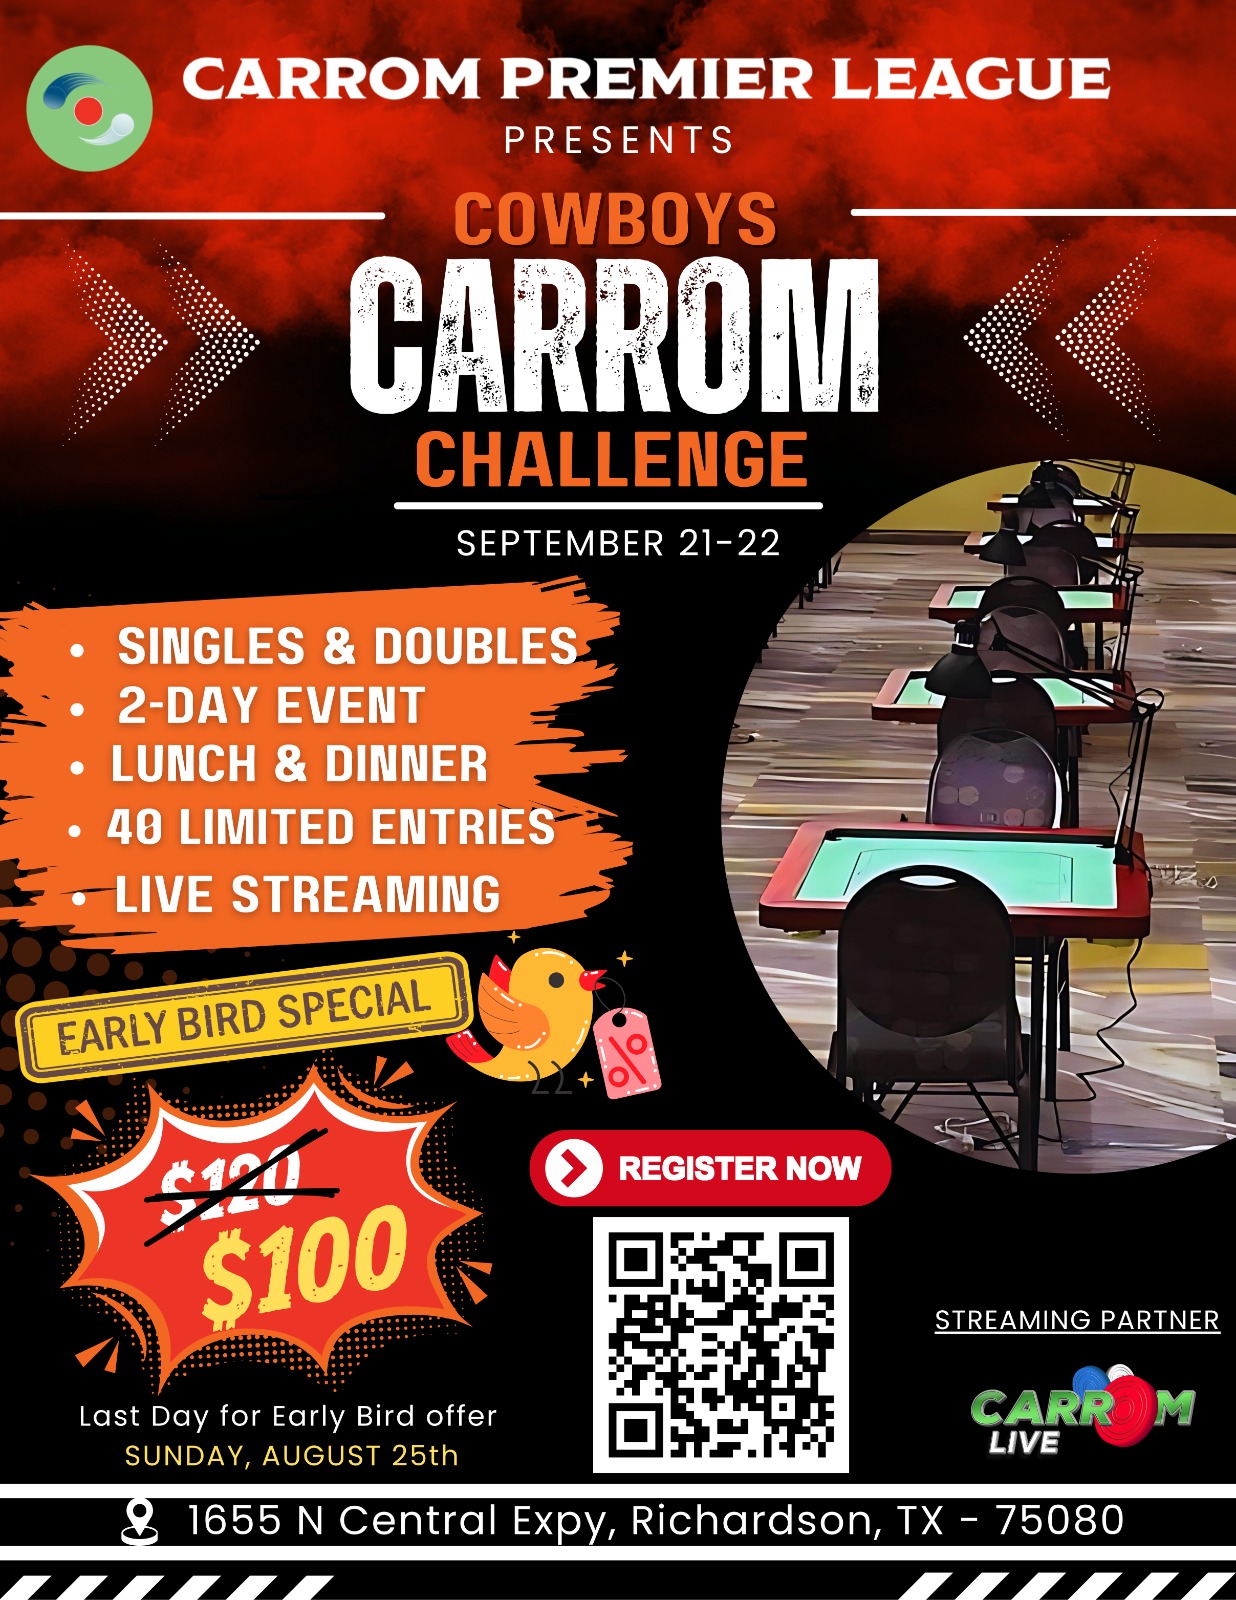 CARROM PREMIER LEAGUE
PRESENTS
COWBOYS
CARROM
CHALLENGE
SEPTEMBER 21-22
• SINGLES & DOUBLES
• 2-DAY EVENT
• LUNCH & DINNER
• 40 LIMITED ENTRIES
• LIVE STREAMING
EARLY BIRD SPECIAL
%
$120
$100
REGISTER NOW
Last Day for Early Bird offer
SUNDAY, AUGUST 25th
STREAMING PARTNER
CARROM
LIVE
1655 N Central Expy, Richardson, TX - 75080